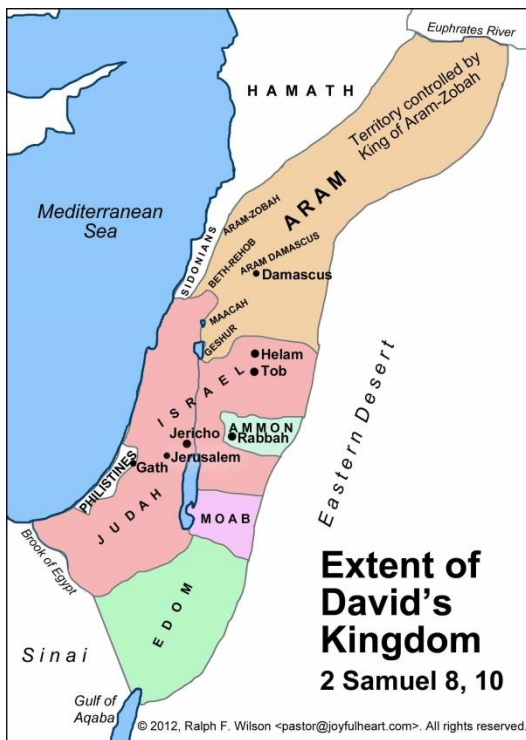 Euphrates River
HAMATH
Territory controlled by
King of Aram-Zobah
ARAM
Mediterranean
Sea
SIDONIANS
ARAM-ZOBAH
BETH-REHOB
ARAM DAMASCUS
Damascus
MAACAH
GESHUR
Helam
Tob
ISRAEL
AMMON
Rabbah
Jericho
Jerusalem
Gath
PHILISTINES
JUDAH
MOAB
Eastern Desert
Brook of Egypt
EDOM
Sinai
Gulf of
Aqaba
Extent of
David's
Kingdom
2 Samuel 8, 10
© 2012, Ralph F. Wilson <pastor@joyfulheart.com>. All rights reserved.